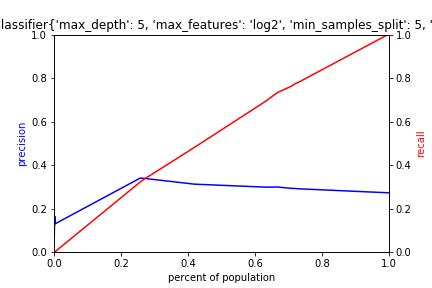 lassifier{'max_depth': 5, 'max_features': 'log2', 'min_samples_split': 5, '
1.0 1.0
0.8 0.8
0.6 0.6
precision recall
0.4 0.4
0.2 0.2
0.0 0.0
0.0 0.2 0.4 0.6 0.8 1.0
percent of population